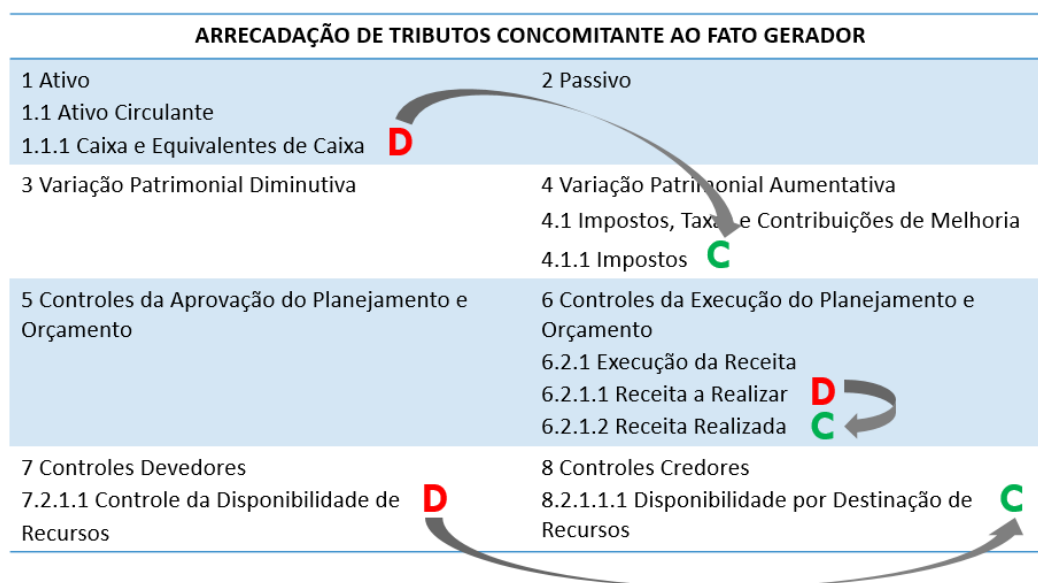 ARRECADAÇÃO DE TRIBUTOS CONCOMITANTE AO FATO GERADOR
1 Ativo
1.1 Ativo Circulante
1.1.1 Caixa e Equivalentes de Caixa D
2 Passivo
3 Variação Patrimonial Diminutiva
4 Variação Patrimonial Aumentativa
4.1 Impostos, Taxas e Contribuições de Melhoria
4.1.1 Impostos C
5 Controles da Aprovação do Planejamento e
Orçamento
6 Controles da Execução do Planejamento e
Orçamento
6.2.1 Execução da Receita
6.2.1.1 Receita a Realizar D
6.2.1.2 Receita Realizada C
7 Controles Devedores
7.2.1.1 Controle da Disponibilidade de D
Recursos
8 Controles Credores
8.2.1.1.1 Disponibilidade por Destinação de C
Recursos